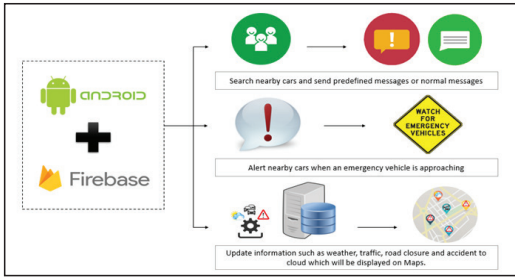 ANDROID
Firebase
Search nearby cars and send predefined messages or normal messages
WATCH
FOR
EMERGENCY
VEHICLES
Alert nearby cars when an emergency vehicle is approaching
Update information such as weather, traffic, road closure and accident to
cloud which will be displayed on Maps.